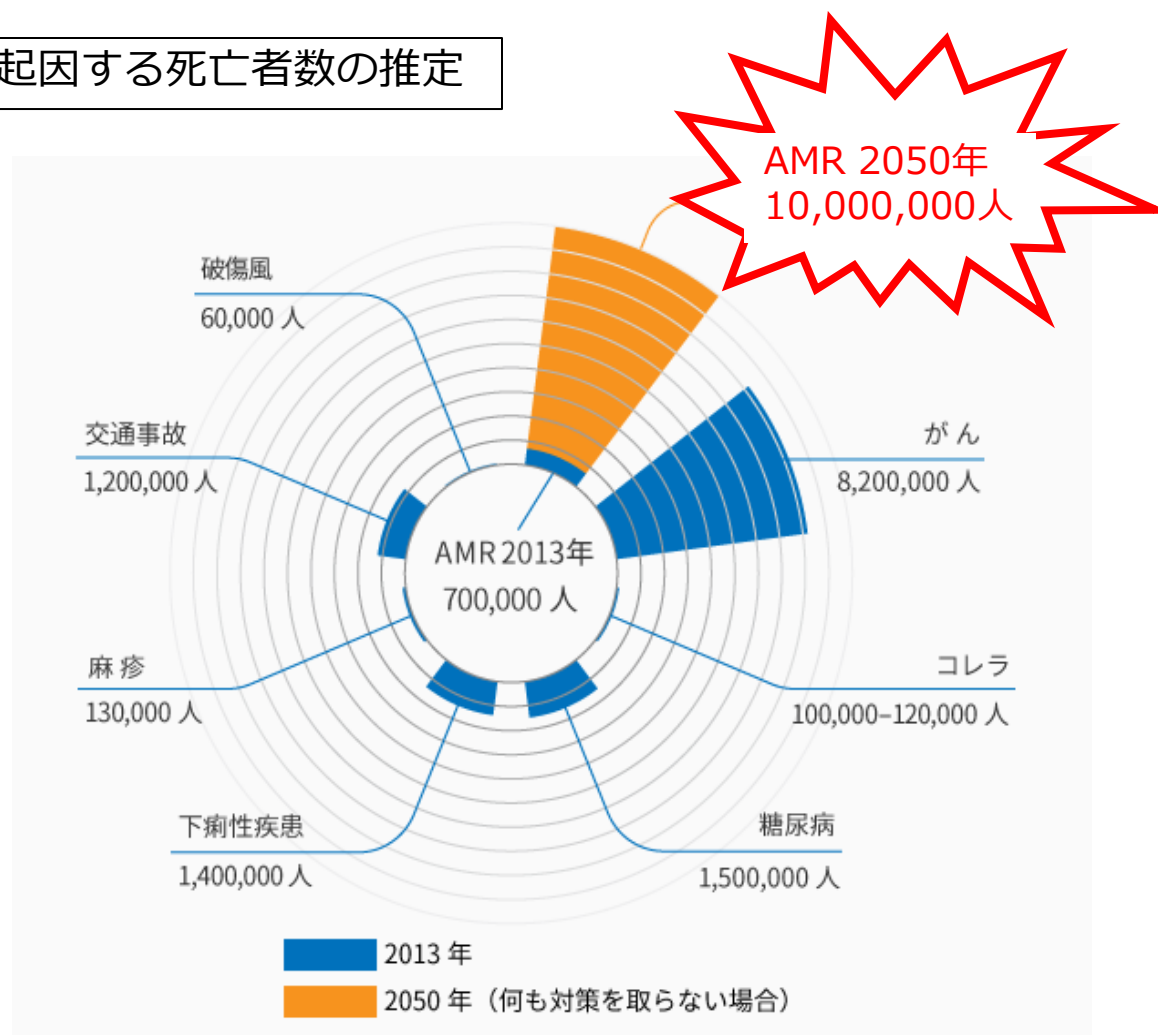 起因する死亡者数の推定
AMR 2050年
10,000,000人
破傷風
60,000 人
交通事故
1,200,000 人
がん
8,200,000 人
AMR 2013年
700,000 人
麻疹
130,000 人
コレラ
100,000–120,000 人
下痢性疾患
1,400,000 人
糖尿病
1,500,000 人
2013 年
2050 年（何も対策を取らない場合）